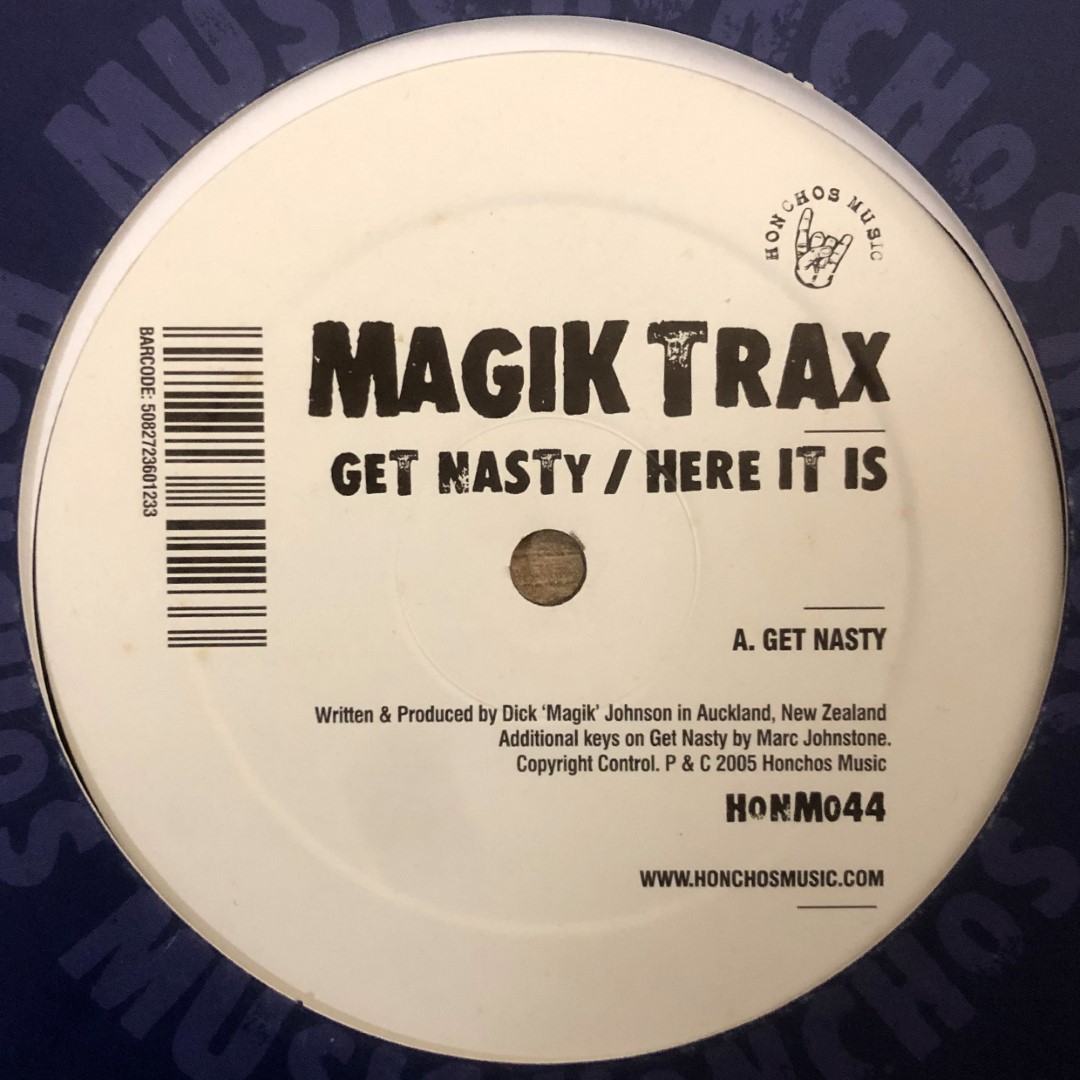 HONCHOS MUSIC
MAGIK TRAX
GET NASTY / HERE IT IS
BARCODE: 5082723601233
A. GET NASTY
Written & Produced by Dick ‘Magik’ Johnson in Auckland, New Zealand
Additional keys on Get Nasty by Marc Johnstone.
Copyright Control. P & C 2005 Honchos Music
HONM044
WWW.HONCHOSMUSIC.COM